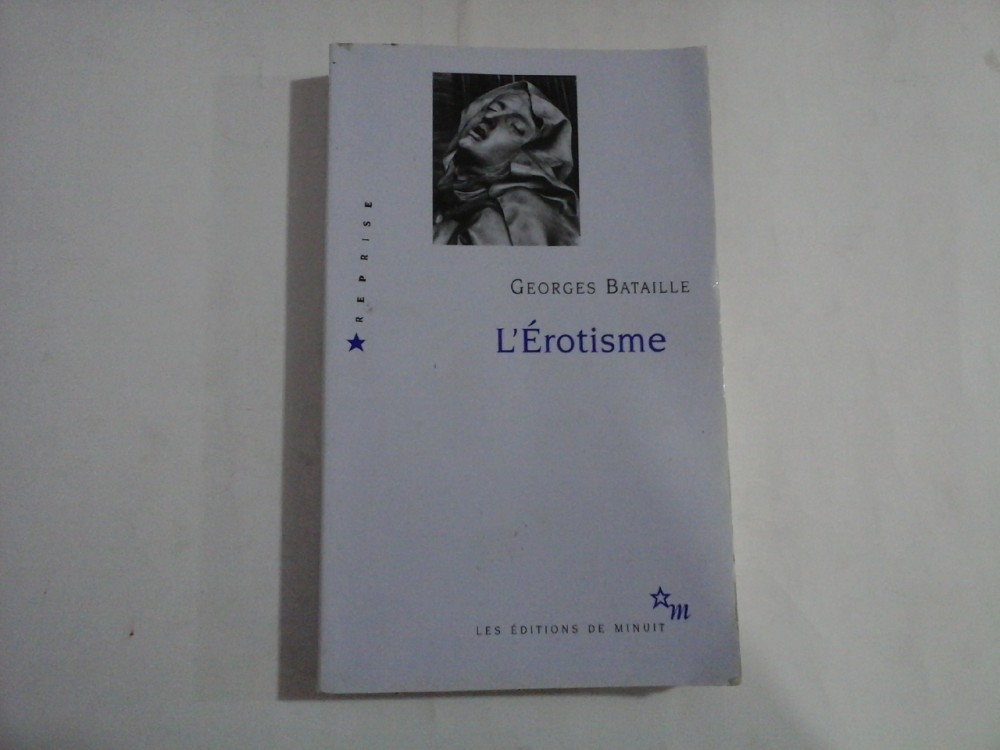 REPRISE
GEORGES BATAILLE
L'Érotisme
m
LES ÉDITIONS DE MINUIT